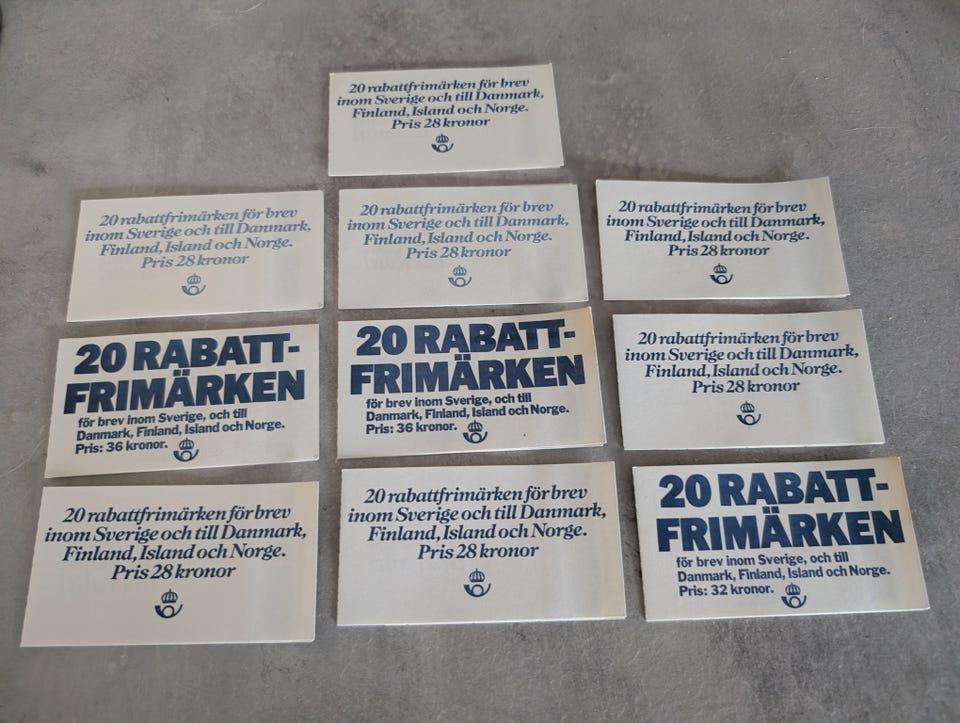 20 rabattfrimärken för brev
inom Sverige och till Danmark,
Finland, Island och Norge.
Pris 28 kronor
20 rabattfrimärken för brev
inom Sverige och till Danmark,
Finland, Island och Norge.
Pris 28 kronor
20 rabattfrimärken för brev
inom Sverige och till Danmark,
Finland, Island och Norge.
Pris 28 kronor
20 rabattfrimärken för brev
inom Sverige och till Danmark,
Finland, Island och Norge.
Pris 28 kronor
20 RABATT-
FRIMÄRKEN
för brev inom Sverige, och till
Danmark, Finland, Island och Norge.
Pris: 36 kronor.
20 RABATT-
FRIMÄRKEN
för brev inom Sverige, och till
Danmark, Finland, Island och Norge.
Pris: 36 kronor.
20 rabattfrimärken för brev
inom Sverige och till Danmark,
Finland, Island och Norge.
Pris 28 kronor
20 rabattfrimärken för brev
inom Sverige och till Danmark,
Finland, Island och Norge.
Pris 28 kronor
20 rabattfrimärken för brev
inom Sverige och till Danmark,
Finland, Island och Norge.
Pris 28 kronor
20 RABATT-
FRIMÄRKEN
för brev inom Sverige, och till
Danmark, Finland, Island och Norge.
Pris: 32 kronor.